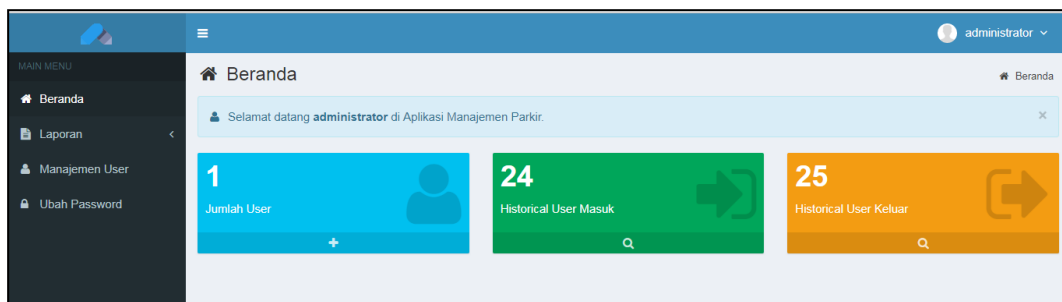 administrator
MAIN MENU
Beranda
Laporan
Manajemen User
Ubah Password
Beranda
Beranda
Selamat datang administrator di Aplikasi Manajemen Parkir.
×
1
Jumlah User
24
Historical User Masuk
25
Historical User Keluar